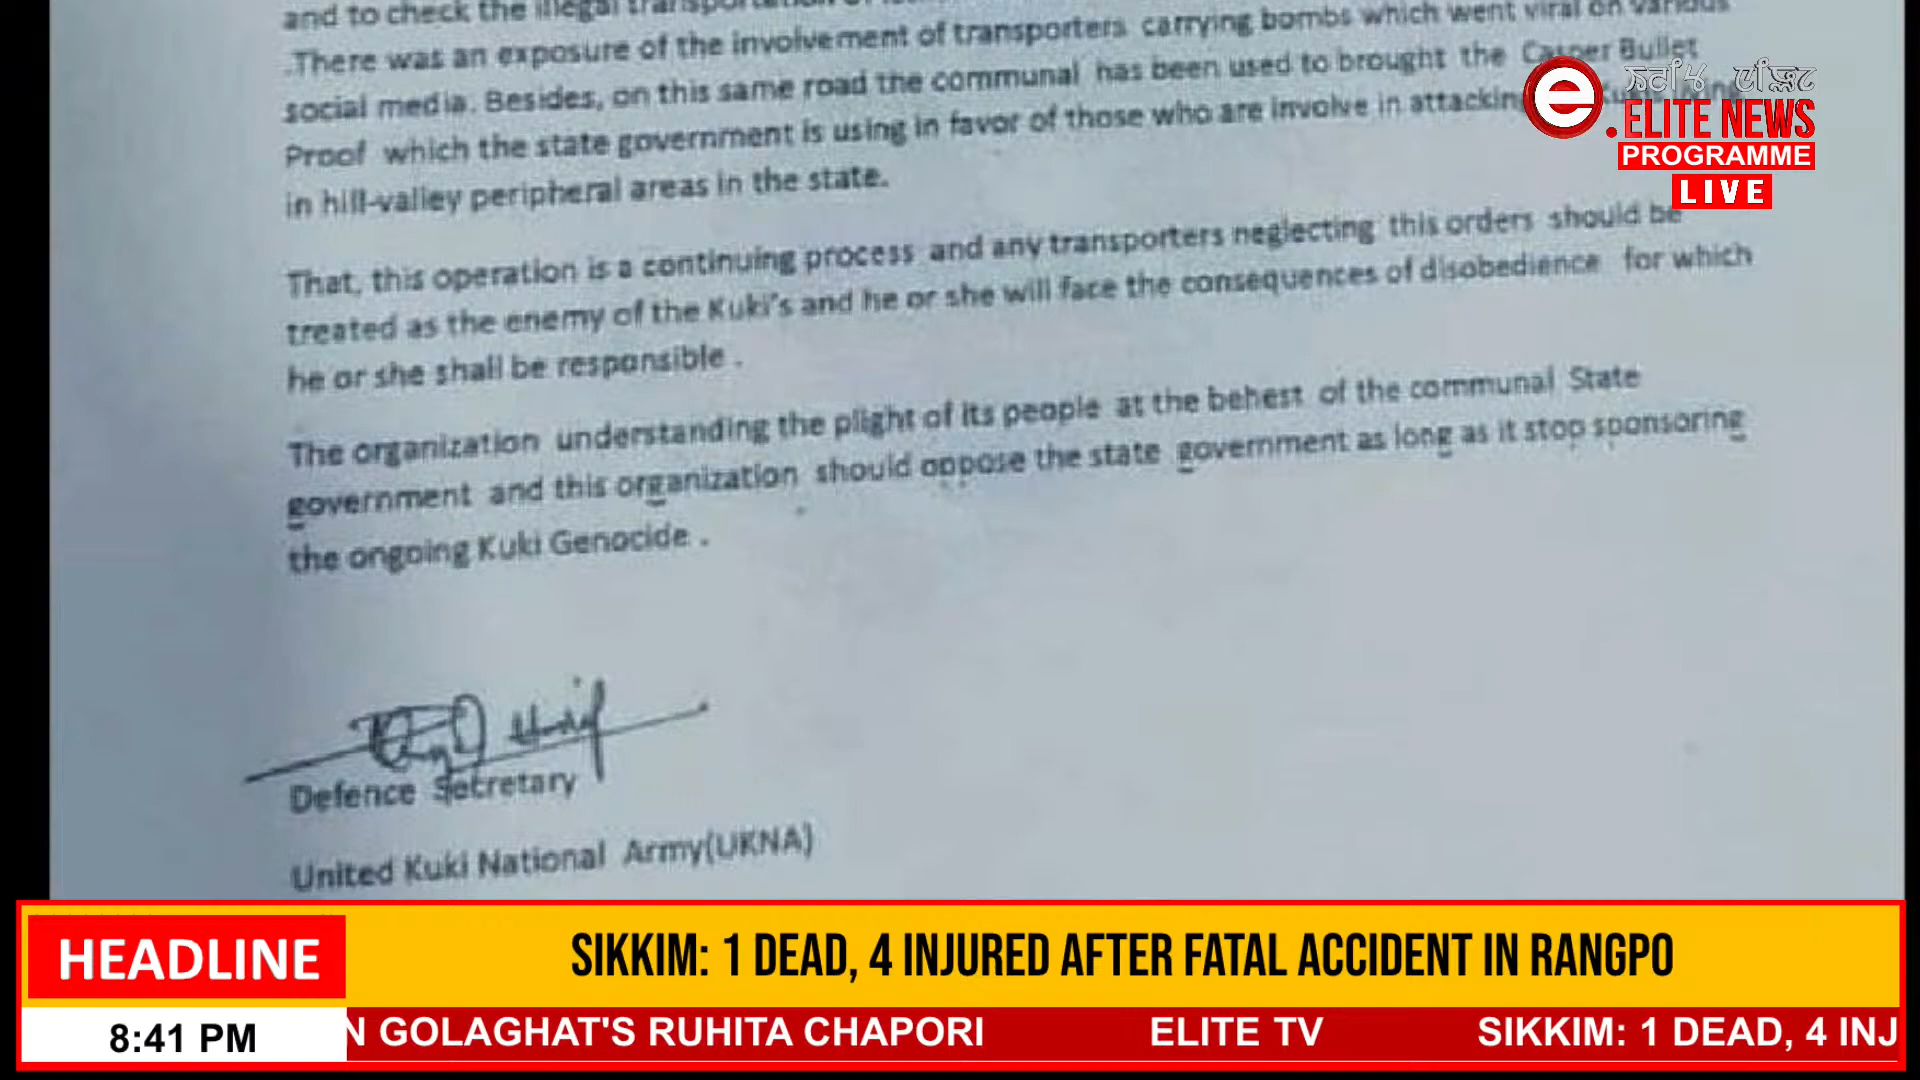 and to check the illegal transportation of
.There was an exposure of the involvement of transporters carrying bombs which went viral on various
social media. Besides, on this same road the communal has been used to brought the Casper Bullet
Proof which the state government is using in favor of those who are involve in attacking
in hill-valley peripheral areas in the state.
That, this operation is a continuing process and any transporters neglecting this orders should be
treated as the enemy of the Kuki's and he or she will face the consequences of disobedience for which
he or she shall be responsible .
The organization understanding the plight of its people at the behest of the communal State
government and this organization should oppose the state government as long as it stop sponsoring
the ongoing Kuki Genocide .
Defence Secretary
United Kuki National Army(UKNA)
e.
ELITE NEWS
PROGRAMME
LIVE
HEADLINE
SIKKIM: 1 DEAD, 4 INJURED AFTER FATAL ACCIDENT IN RANGPO
8:41 PM
N GOLAGHAT'S RUHITA CHAPORI ELITE TV SIKKIM: 1 DEAD, 4 INJ